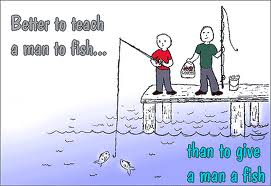 Better to teach
a man to fish...
than to give
a man a fish